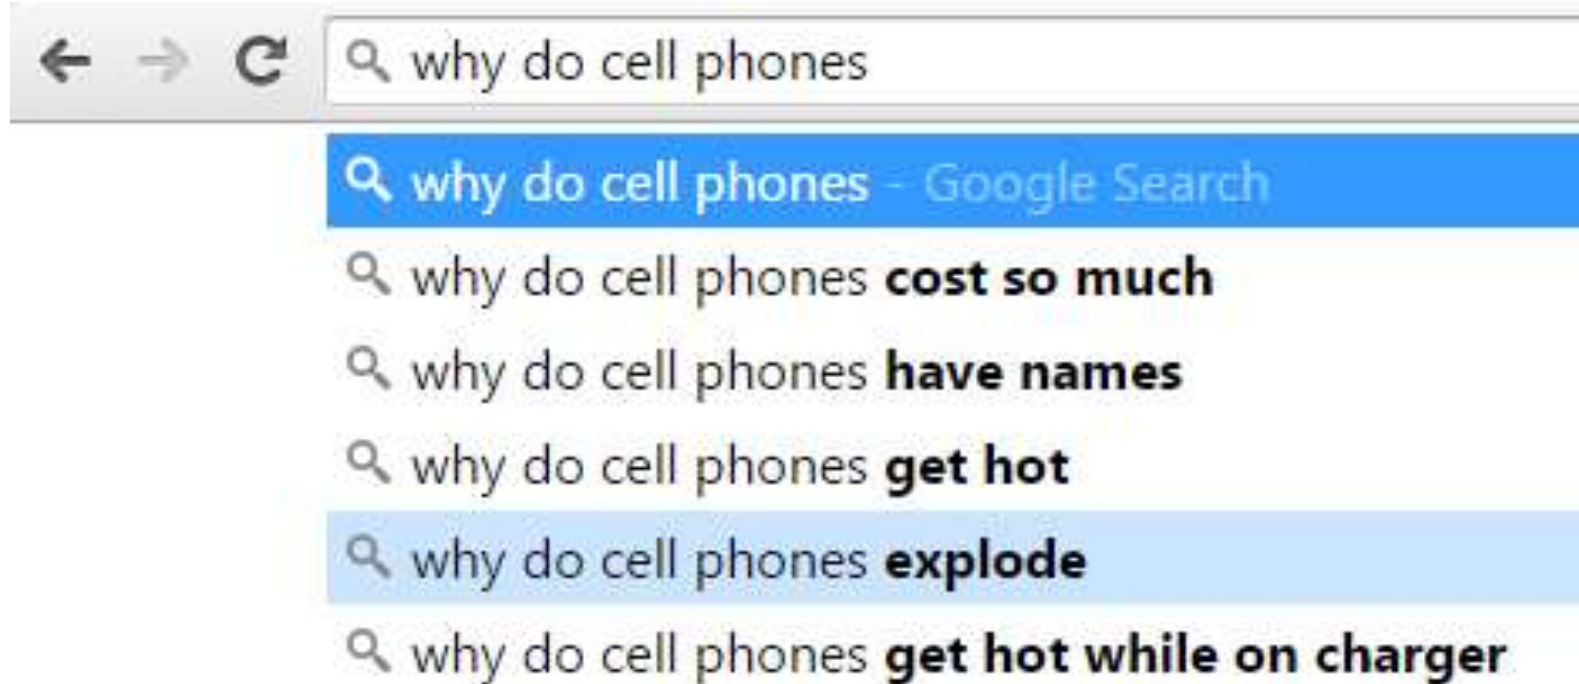 why do cell phones
why do cell phones - Google Search
why do cell phones cost so much
why do cell phones have names
why do cell phones get hot
why do cell phones explode
why do cell phones get hot while on charger